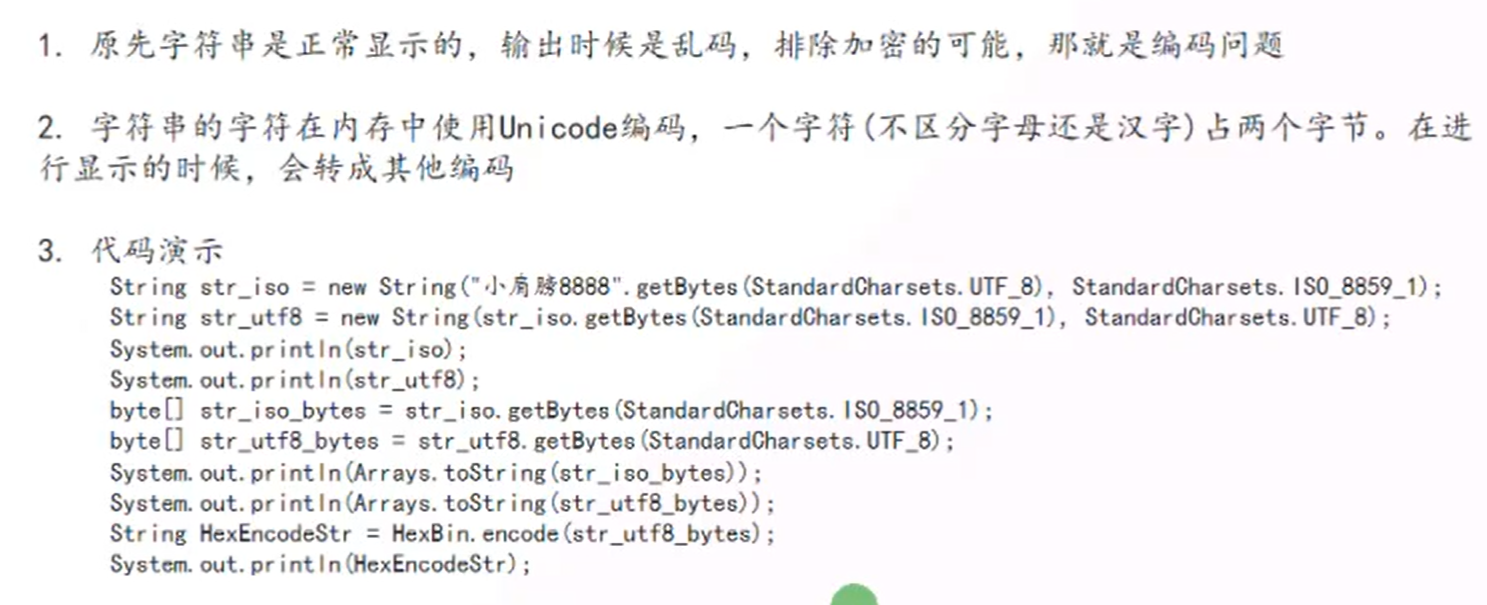 1. 原先字符串是正常显示的，输出时候是乱码，排除加密的可能，那就是编码问题
2. 字符串的字符在内存中使用Unicode编码，一个字符(不区分字母还是汉字)占两个字节。在进
行显示的时候，会转成其他编码
3. 代码演示
String str_iso = new String("小肩膀8888".getBytes(StandardCharsets.UTF_8), StandardCharsets.ISO_8859_1);
String str_utf8 = new String(str_iso.getBytes(StandardCharsets.ISO_8859_1), StandardCharsets.UTF_8);
System.out.println(str_iso);
System.out.println(str_utf8);
byte[] str_iso_bytes = str_iso.getBytes(StandardCharsets.ISO_8859_1);
byte[] str_utf8_bytes = str_utf8.getBytes(StandardCharsets.UTF_8);
System.out.println(Arrays.toString(str_iso_bytes));
System.out.println(Arrays.toString(str_utf8_bytes));
String HexEncodeStr = HexBin.encode(str_utf8_bytes);
System.out.println(HexEncodeStr);